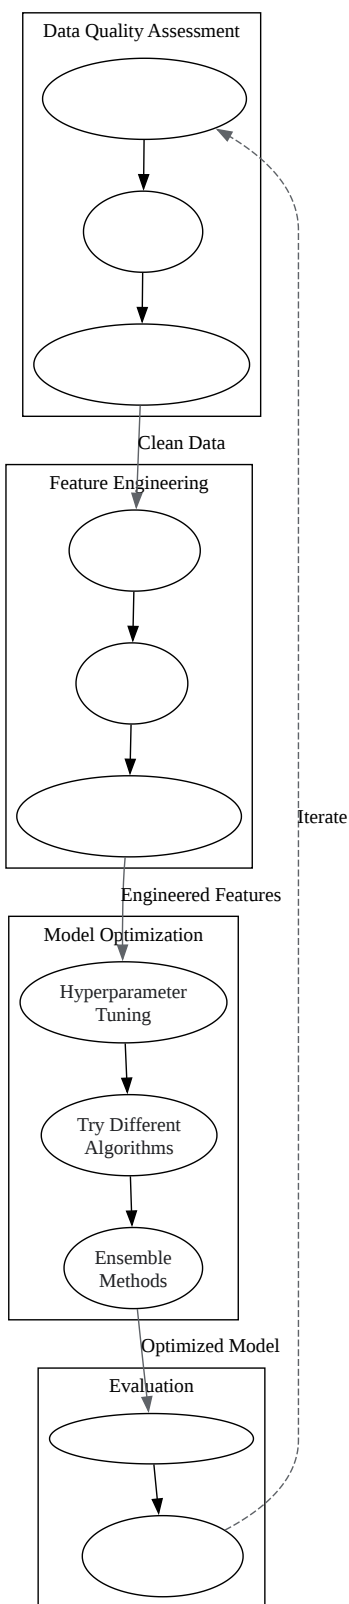 Data Quality Assessment
Clean Data
Feature Engineering
Iterate
Engineered Features
Model Optimization
Hyperparameter
Tuning
Try Different
Algorithms
Ensemble
Methods
Optimized Model
Evaluation